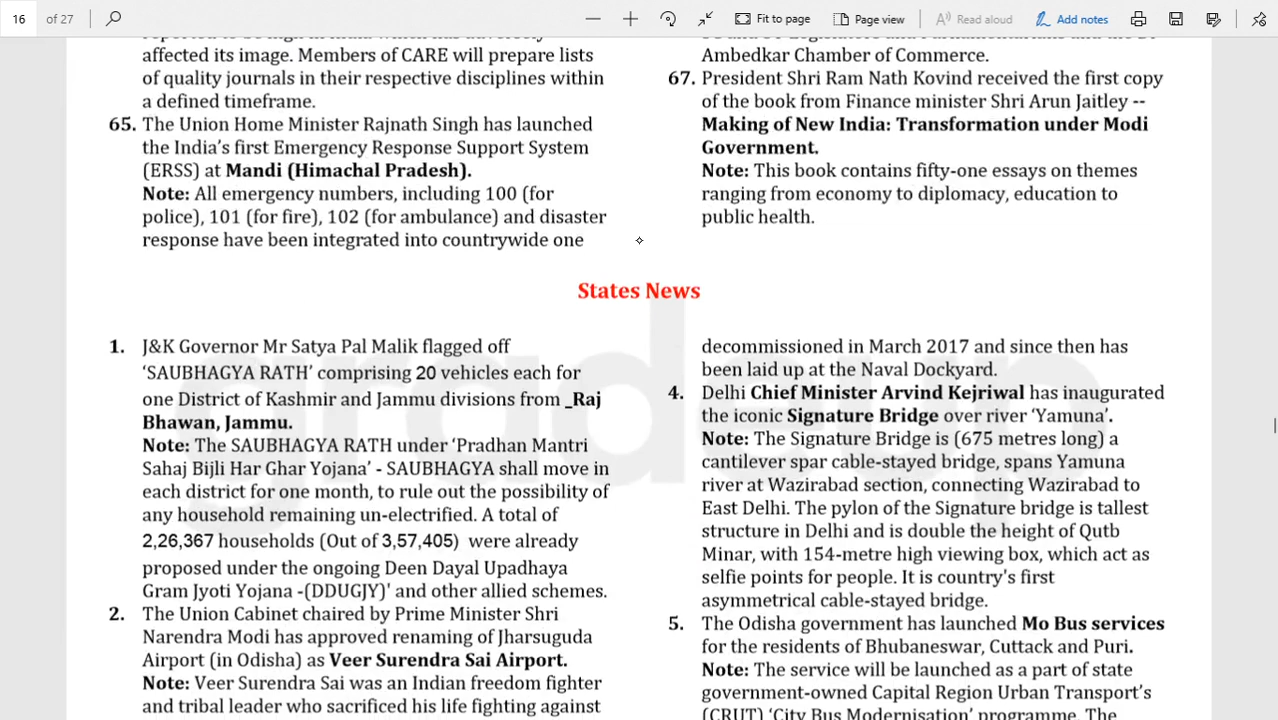 16 of 27 Fit to page Page view Read aloud Add notes
affected its image. Members of CARE will prepare lists
of quality journals in their respective disciplines within
a defined timeframe.
65. The Union Home Minister Rajnath Singh has launched
the India's first Emergency Response Support System
(ERSS) at Mandi (Himachal Pradesh).
Note: All emergency numbers, including 100 (for
police), 101 (for fire), 102 (for ambulance) and disaster
response have been integrated into countrywide one
Ambedkar Chamber of Commerce.
67. President Shri Ram Nath Kovind received the first copy
of the book from Finance minister Shri Arun Jaitley --
Making of New India: Transformation under Modi
Government.
Note: This book contains fifty-one essays on themes
ranging from economy to diplomacy, education to
public health.
States News
1. J&K Governor Mr Satya Pal Malik flagged off
'SAUBHAGYA RATH' comprising 20 vehicles each for
one District of Kashmir and Jammu divisions from _Raj
Bhawan, Jammu.
Note: The SAUBHAGYA RATH under 'Pradhan Mantri
Sahaj Bijli Har Ghar Yojana' - SAUBHAGYA shall move in
each district for one month, to rule out the possibility of
any household remaining un-electrified. A total of
2,26,367 households (Out of 3,57,405) were already
proposed under the ongoing Deen Dayal Upadhaya
Gram Jyoti Yojana -(DDUGJY)' and other allied schemes.
2. The Union Cabinet chaired by Prime Minister Shri
Narendra Modi has approved renaming of Jharsuguda
Airport (in Odisha) as Veer Surendra Sai Airport.
Note: Veer Surendra Sai was an Indian freedom fighter
and tribal leader who sacrificed his life fighting against
decommissioned in March 2017 and since then has
been laid up at the Naval Dockyard.
4. Delhi Chief Minister Arvind Kejriwal has inaugurated
the iconic Signature Bridge over river 'Yamuna'.
Note: The Signature Bridge is (675 metres long) a
cantilever spar cable-stayed bridge, spans Yamuna
river at Wazirabad section, connecting Wazirabad to
East Delhi. The pylon of the Signature bridge is tallest
structure in Delhi and is double the height of Qutb
Minar, with 154-metre high viewing box, which act as
selfie points for people. It is country's first
asymmetrical cable-stayed bridge.
5. The Odisha government has launched Mo Bus services
for the residents of Bhubaneswar, Cuttack and Puri.
Note: The service will be launched as a part of state
government-owned Capital Region Urban Transport's
(CRUT) 'City Bus Modernisation' programme. The
gradeup